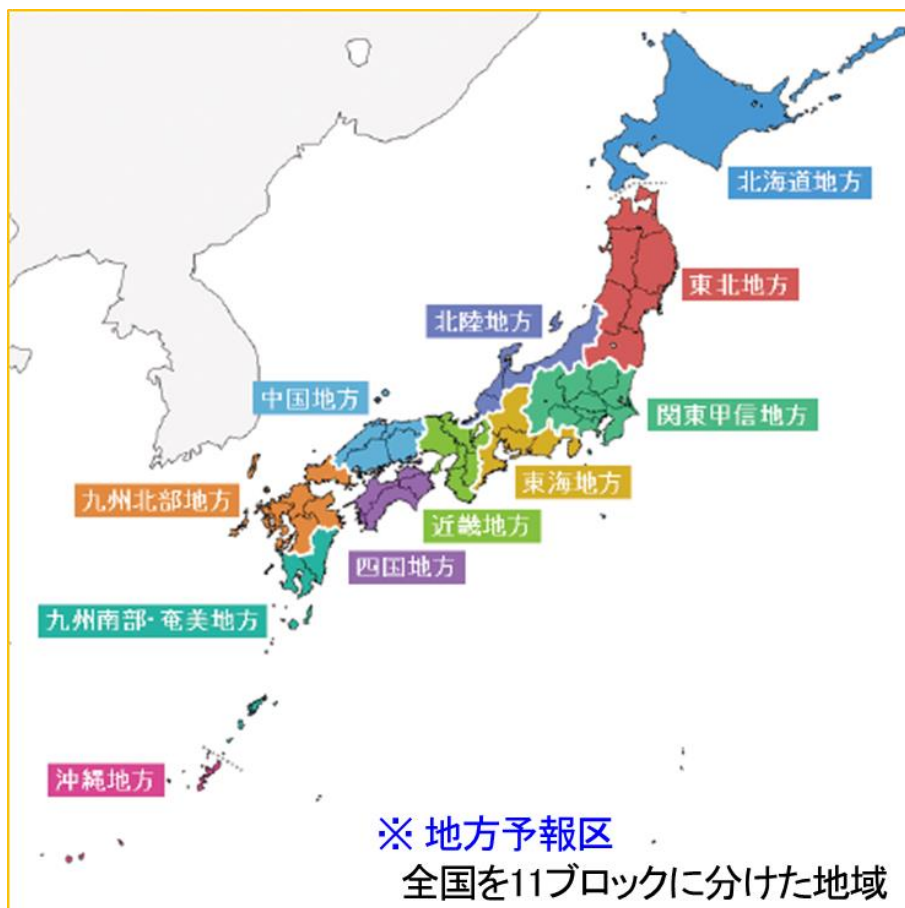 北海道地方
東北地方
北陸地方
中国地方
関東甲信地方
東海地方
九州北部地方
近畿地方
四国地方
九州南部・奄美地方
沖縄地方
※ 地方予報区
全国を11ブロックに分けた地域